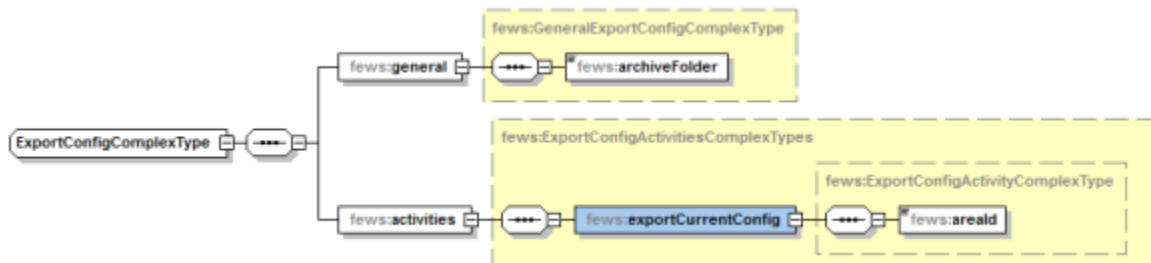 fews:GeneralExportConfigComplexType
fews:general
fews:archiveFolder
ExportConfigComplexType
fews:ExportConfigActivitiesComplexTypes
fews:ExportConfigActivityComplexType
fews:activities
fews:exportCurrentConfig
fews:areaId